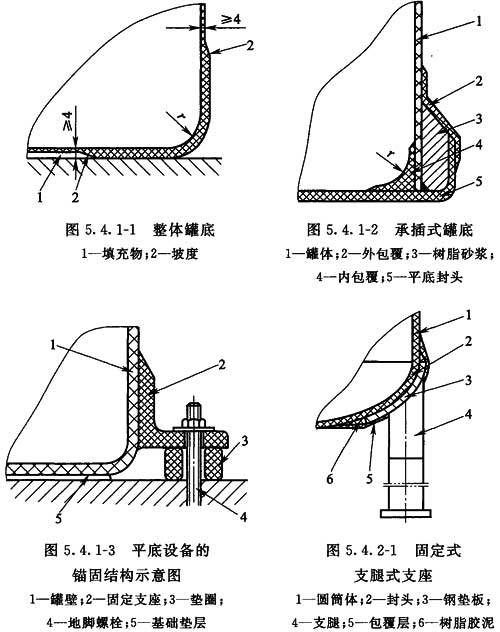 ≥4
2
r
≥4
1
2
图 5.4.1-1 整体罐底
1—填充物;2—坡度
1
2
3
r
4
5
图 5.4.1-2 承插式罐底
1—罐体;2—外包覆;3—树脂砂浆;
4—内包覆;5—平底封头
1
2
3
5
4
图 5.4.1-3 平底设备的
锚固结构示意图
1—罐壁;2—固定支座;3—垫圈;
4—地脚螺栓;5—基础垫层
1
2
3
4
6
5
图 5.4.2-1 固定式
支腿式支座
1—圆筒体;2—封头;3—钢垫板;
4—支腿;5—包覆层;6—树脂胶泥